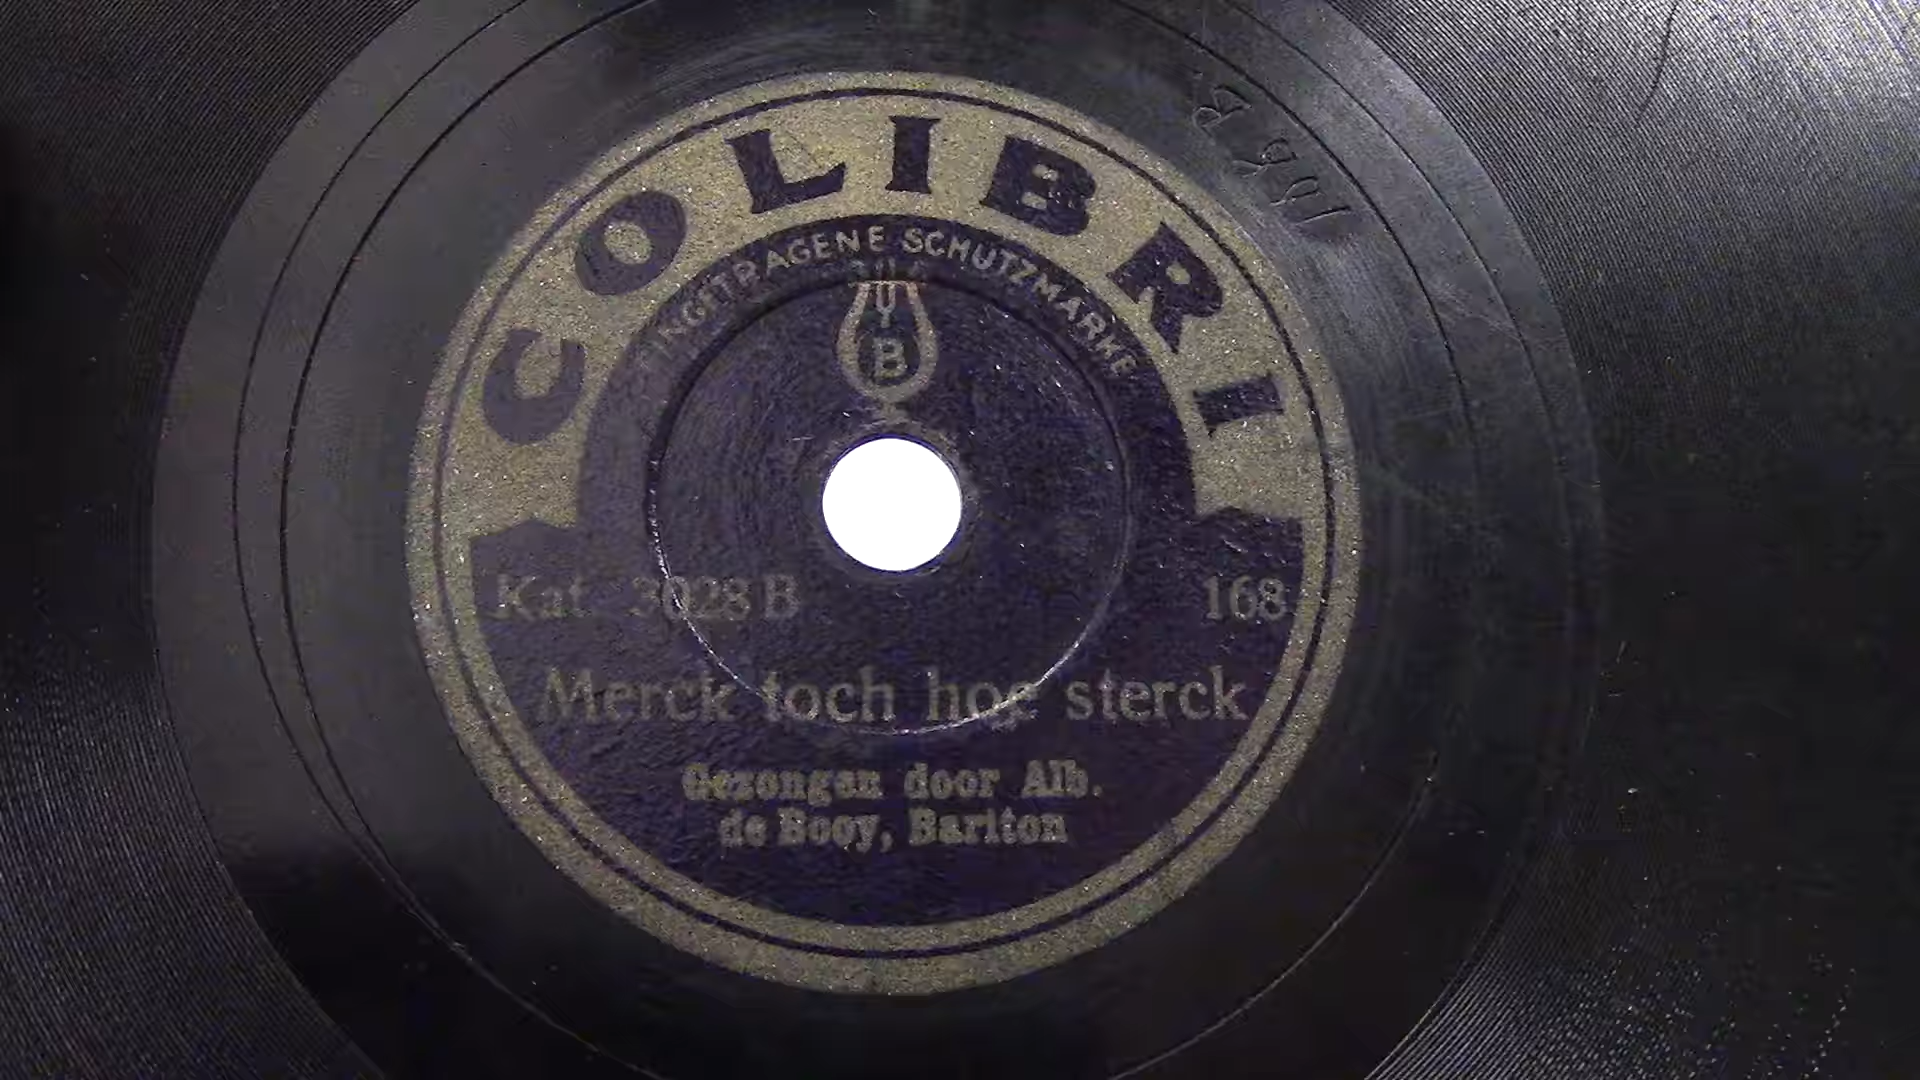 COLIBRI
EINGETRAGENE SCHUTZMARKE
B
Kat. 3028 B 168
Merck toch hoe sterck
Gezongen door Alb.
de Booy, Bariton